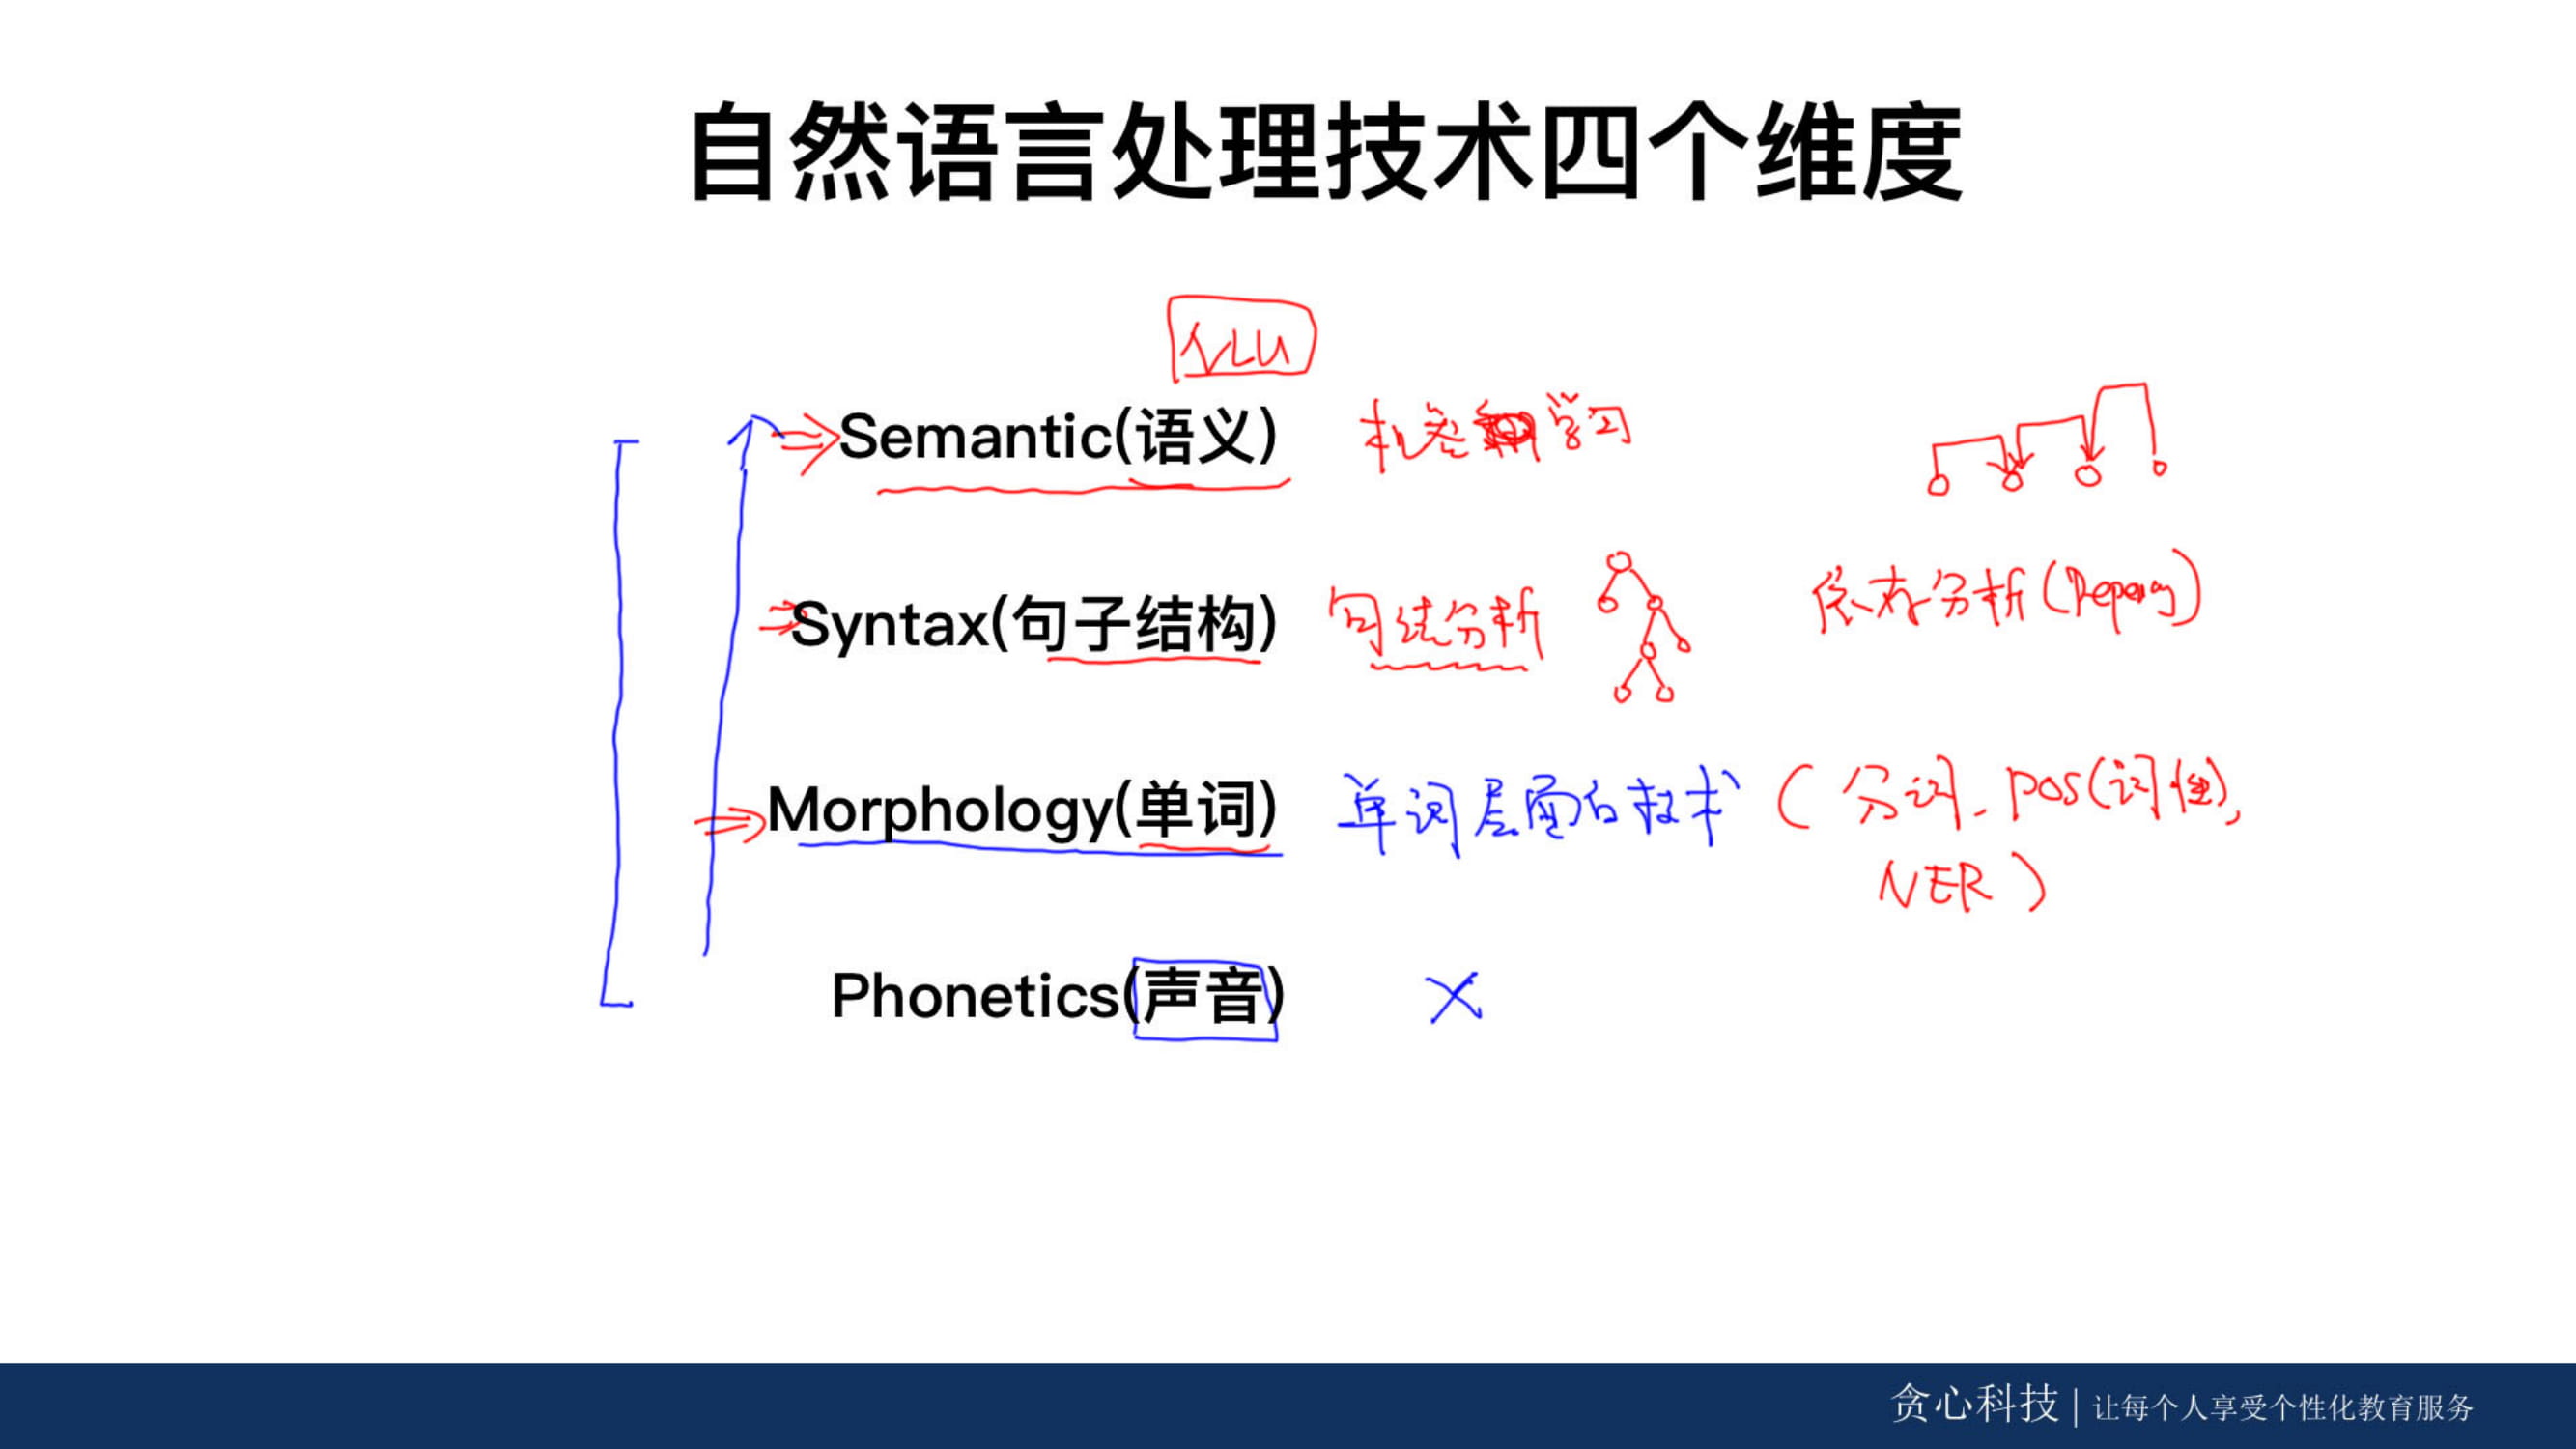 自然语言处理技术四个维度
NLU
Semantic(语义) 机器学习
Syntax(句子结构) 句法分析 依存分析(
Morphology(单词) 单词层面的技术 (分词、POS(词性),
NER)
Phonetics(声音) ×
贪心科技 | 让每个人享受个性化教育服务